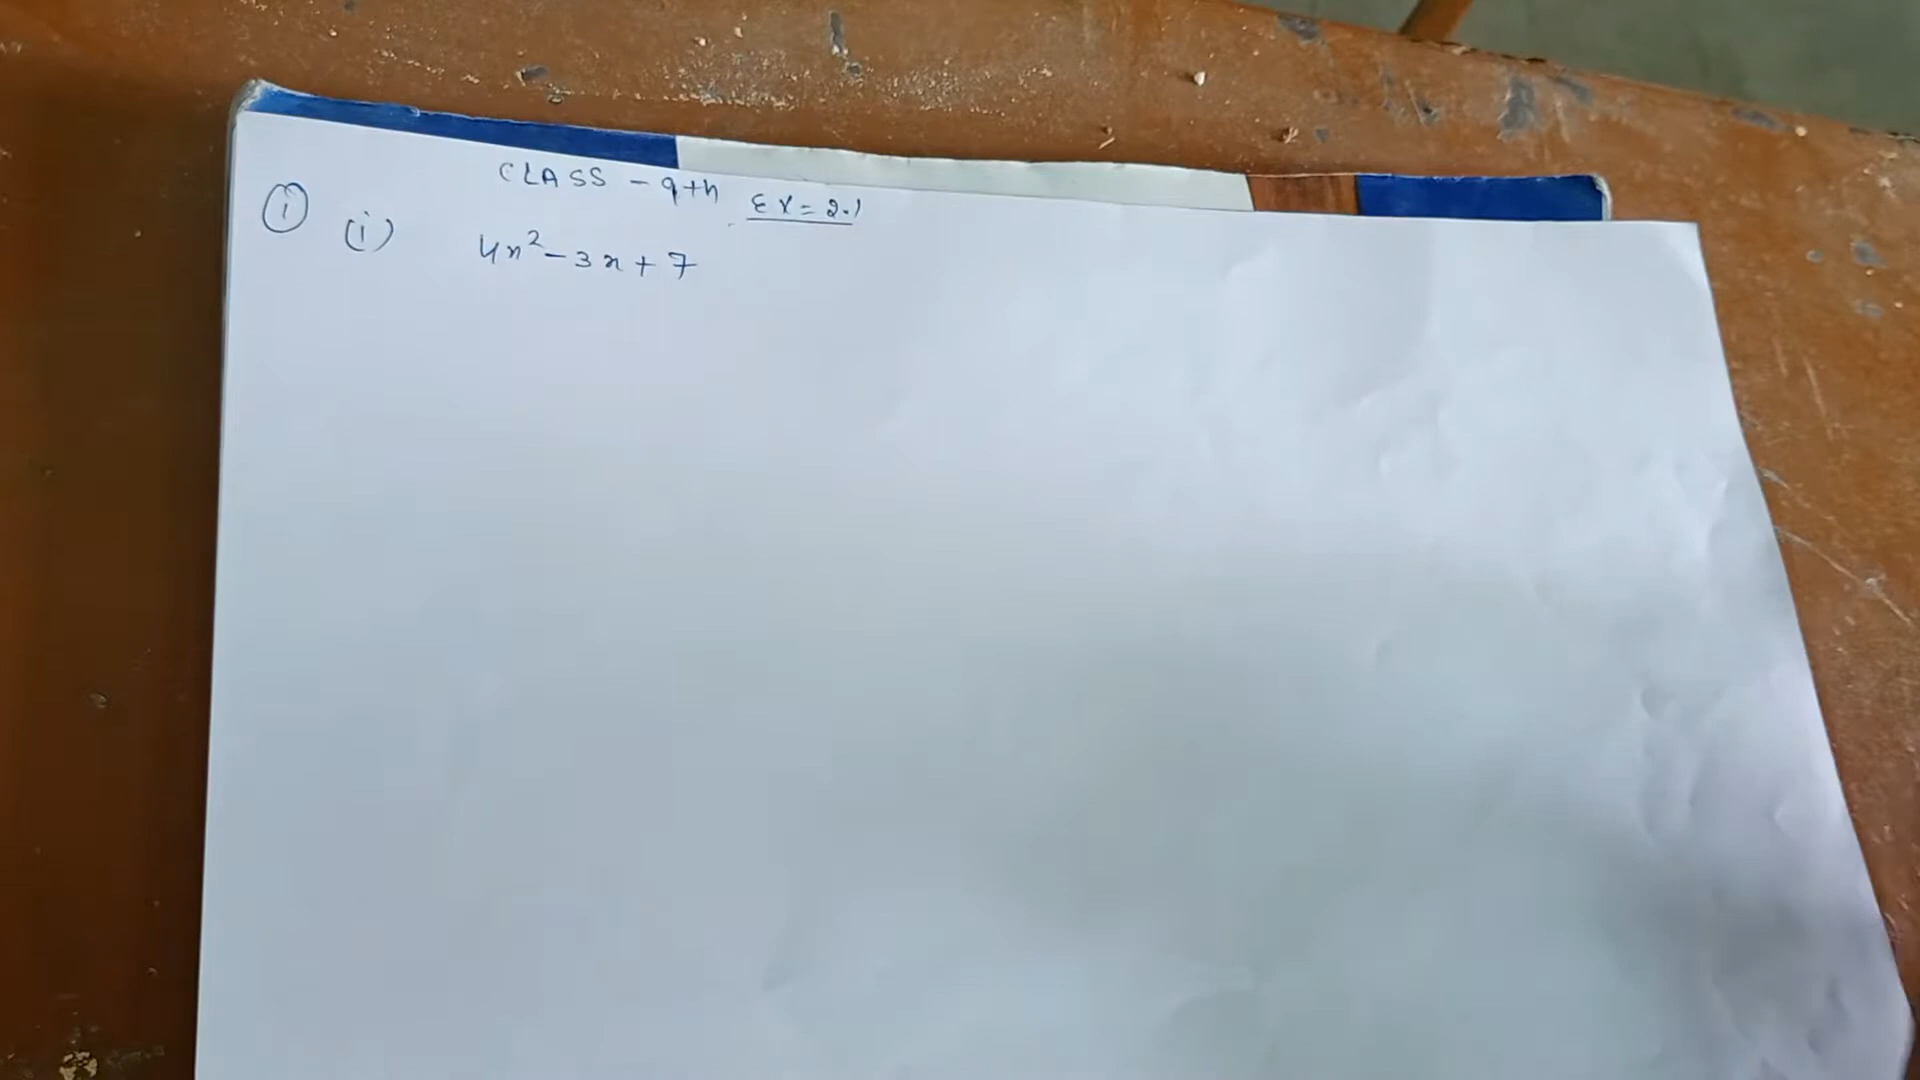 CLASS - 9th Ex = 2.1
① (i) 4x² - 3x + 7